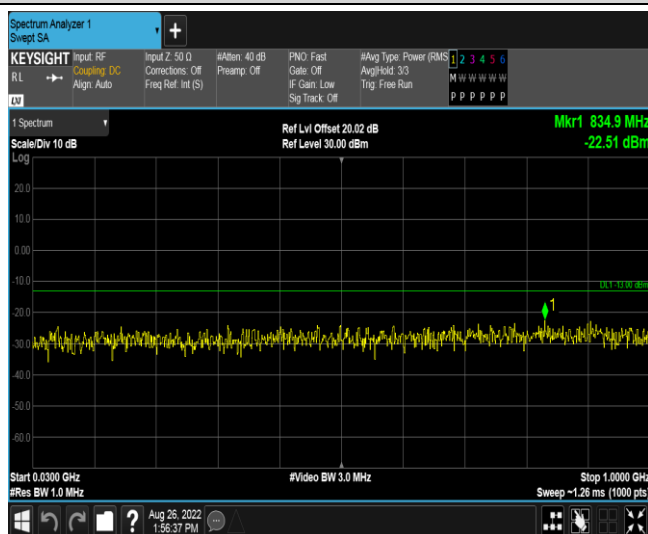 Spectrum Analyzer 1
Swept SA
+
KEYSIGHT
RL
LXI
Input: RF
Coupling: DC
Align: Auto
Input Z: 50 Ω
Corrections: Off
Freq Ref: Int (S)
#Atten: 40 dB
Preamp: Off
PNO: Fast
Gate: Off
IF Gain: Low
Sig Track: Off
#Avg Type: Power (RMS
Avg|Hold: 3/3
Trig: Free Run
1 2 3 4 5 6
M W W W W W
P P P P P P
1 Spectrum
Scale/Div 10 dB
Log
Ref Lvl Offset 20.02 dB
Ref Level 30.00 dBm
Mkr1 834.9 MHz
-22.51 dBm
20.0
10.0
0.00
-10.0
DL1 -13.00 dBm
1
-20.0
-30.0
-40.0
-50.0
-60.0
Start 0.0300 GHz
#Res BW 1.0 MHz
#Video BW 3.0 MHz
Stop 1.0000 GHz
Sweep ~1.26 ms (1000 pts)
?
Aug 26, 2022
1:56:37 PM